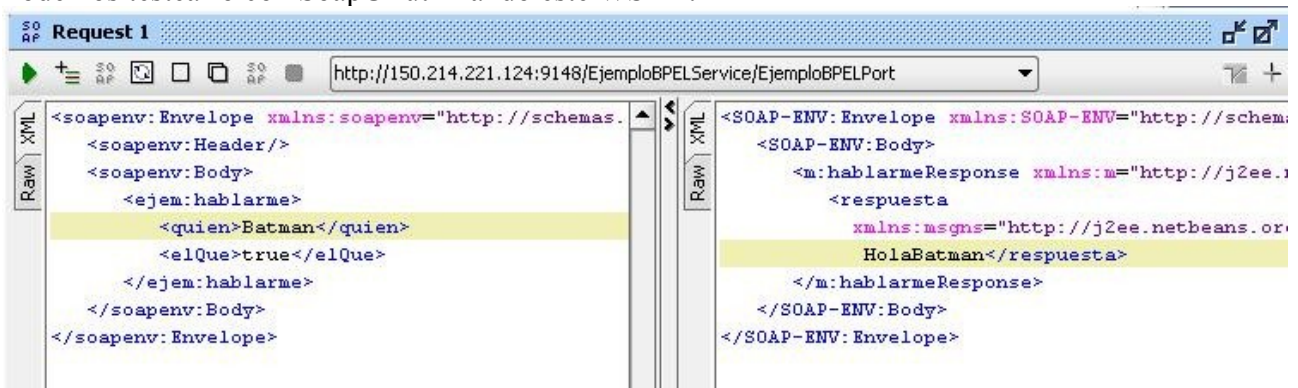 Request 1
http://150.214.221.124:9148/EjemploBPELService/EjemploBPELPort
XML
Raw
<soapenv:Envelope xmlns:soapenv="http://schemas.
<soapenv:Header/>
<soapenv:Body>
<ejem:hablarme>
<quien>Batman</quien>
<elQue>true</elQue>
</ejem:hablarme>
</soapenv:Body>
</soapenv:Envelope>
XML
Raw
<SOAP-ENV:Envelope xmlns:SOAP-ENV="http://schema
<SOAP-ENV:Body>
<m:hablarmeResponse xmlns:m="http://j2ee.n
<respuesta
xmlns:msgns="http://j2ee.netbeans.or
HolaBatman</respuesta>
</m:hablarmeResponse>
</SOAP-ENV:Body>
</SOAP-ENV:Envelope>